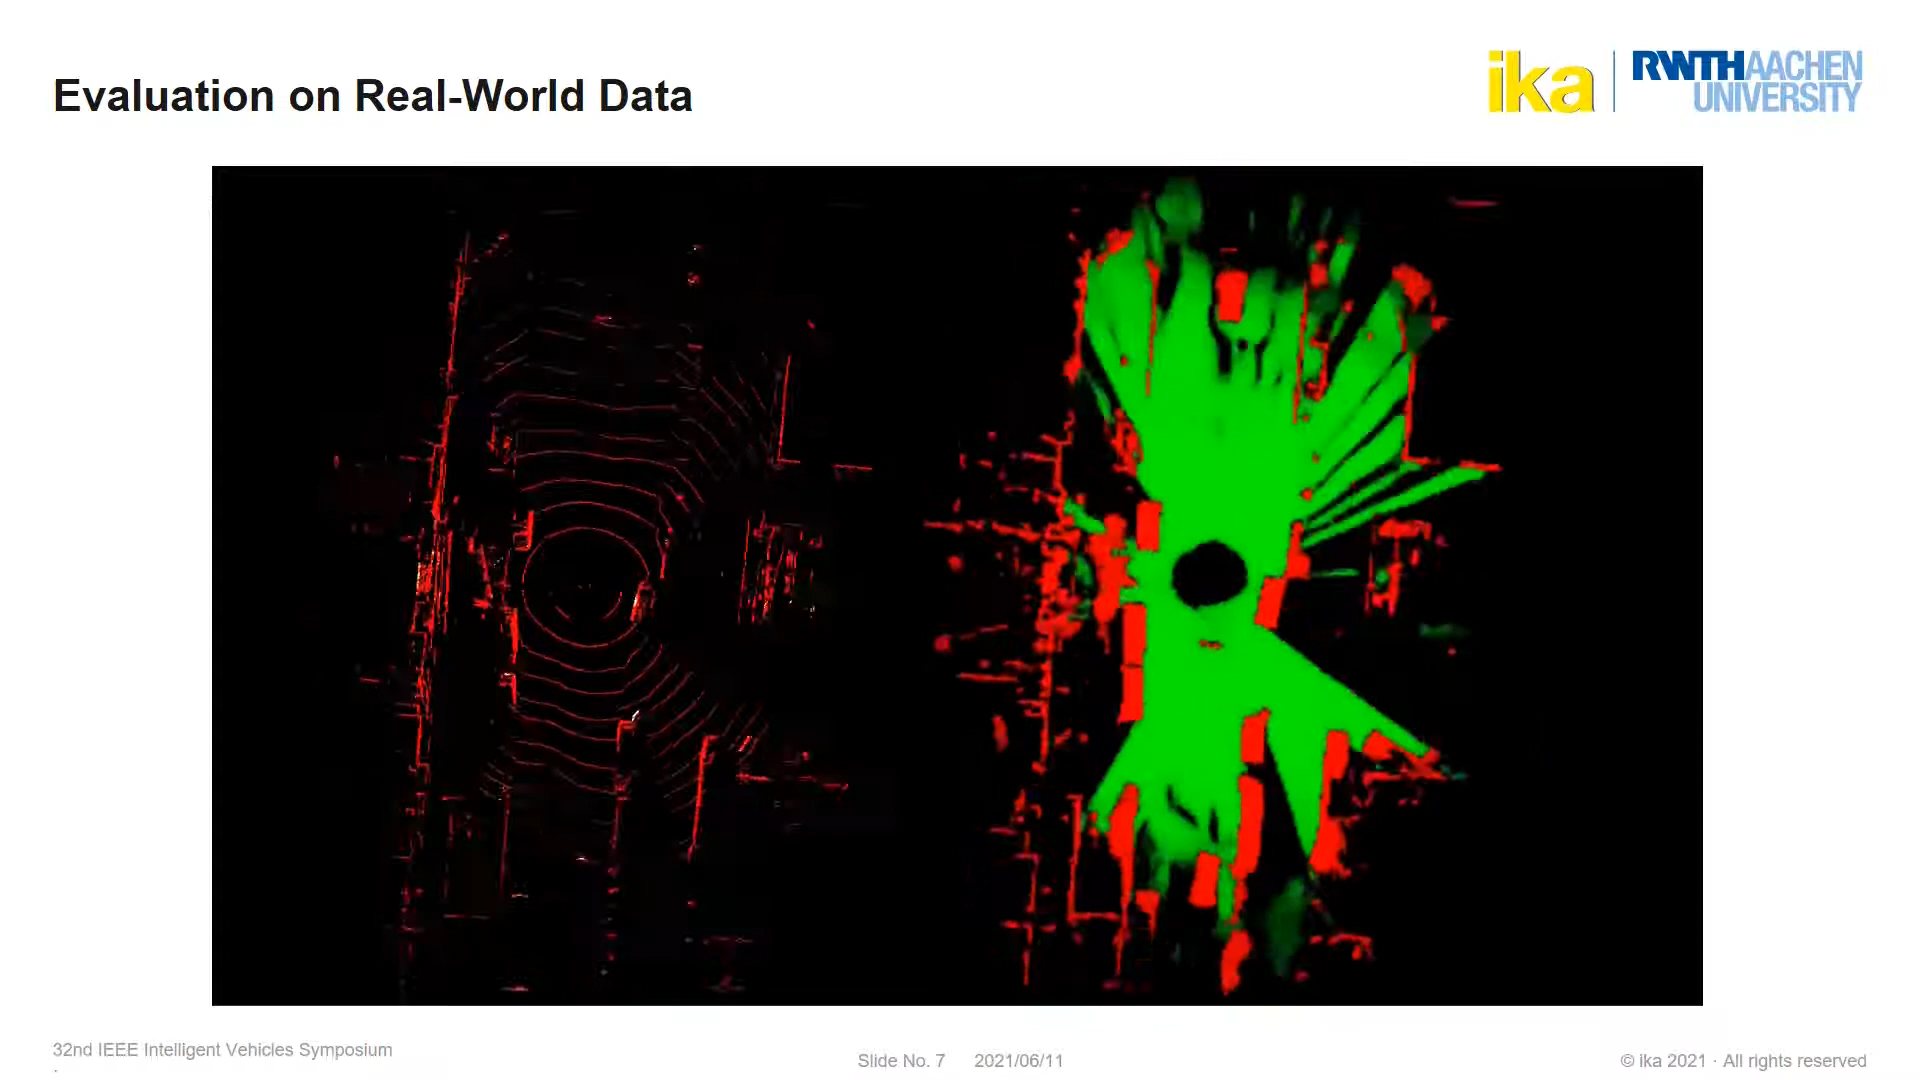 Evaluation on Real-World Data
ika
RWTHAACHEN
UNIVERSITY
32nd IEEE Intelligent Vehicles Symposium
.
Slide No. 7 2021/06/11
© ika 2021 · All rights reserved